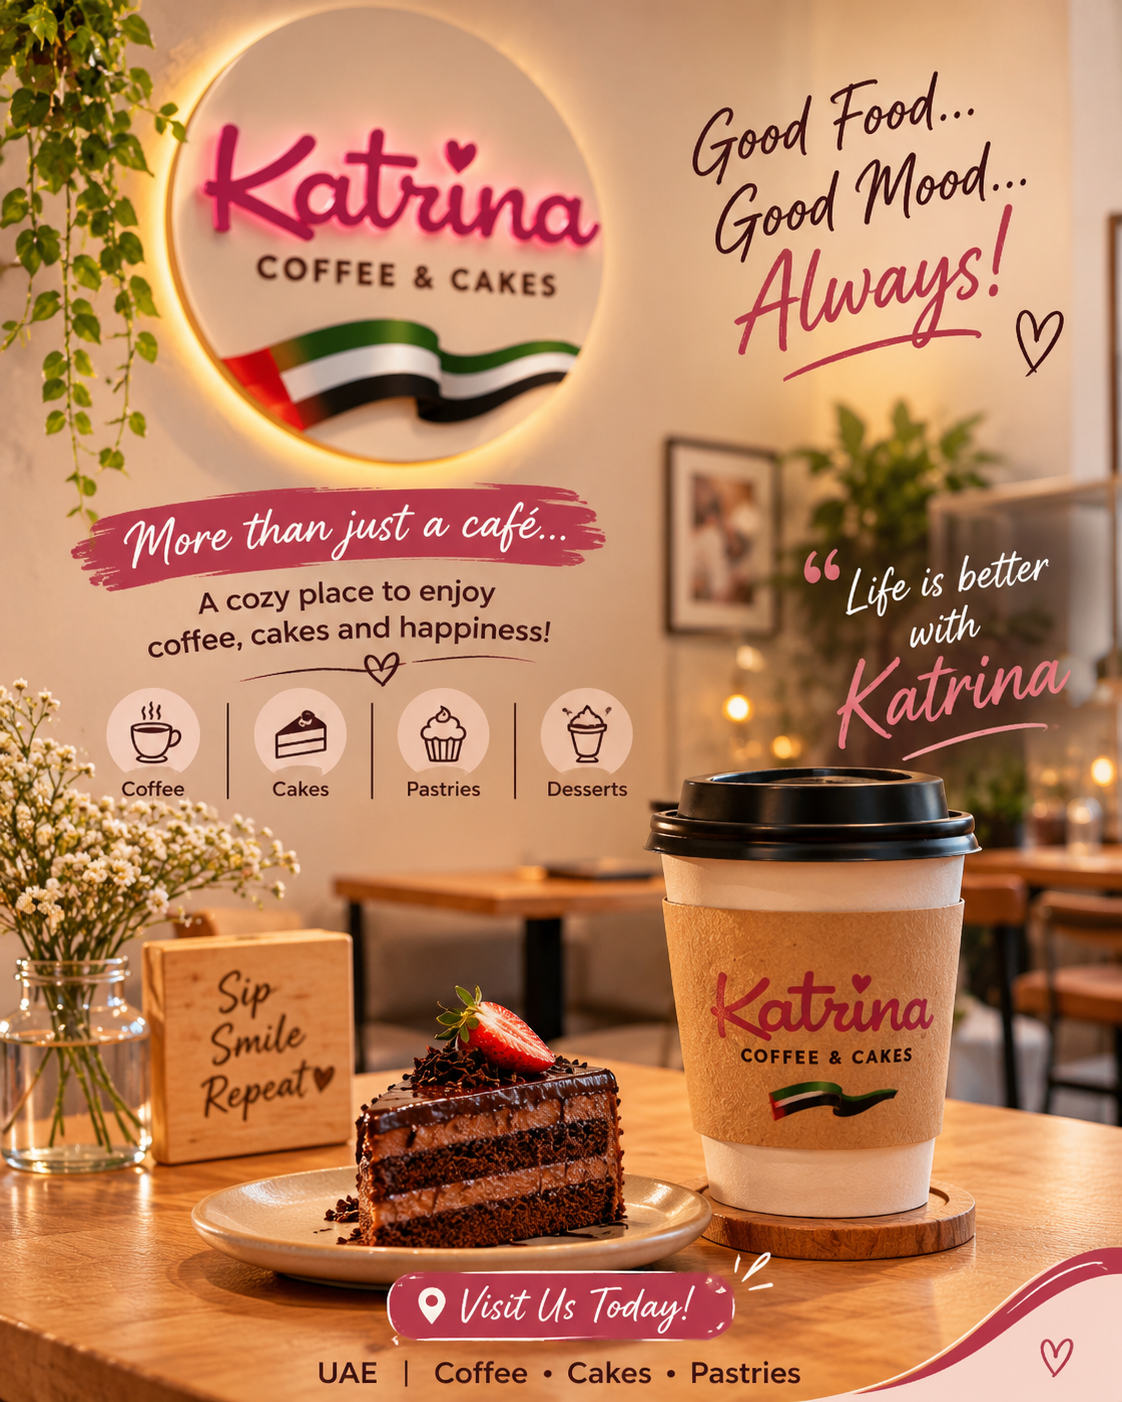 Katrina
COFFEE & CAKES
Good Food...
Good Mood...
Always!
More than just a café...
A cozy place to enjoy
coffee, cakes and happiness!
Coffee
Cakes
Pastries
Desserts
“Life is better
with
Katrina
Sip
Smile
Repeat
Katrina
COFFEE & CAKES
Visit Us Today!
UAE | Coffee • Cakes • Pastries